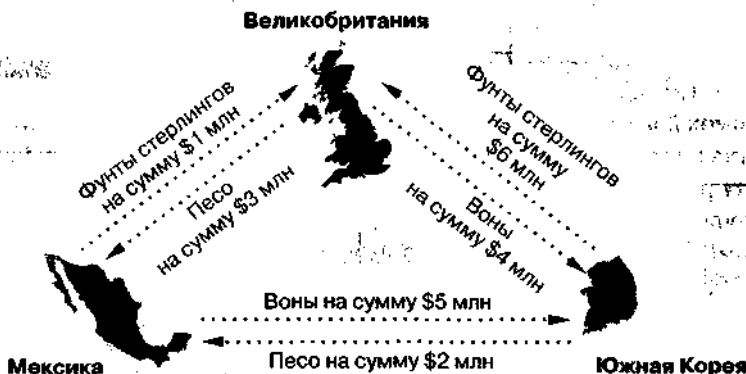 Великобритания
Фунты стерлингов
на сумму $1 млн
Песо
на сумму $3 млн
Фунты стерлингов
на сумму
$6 млн
Воны
на сумму $4 млн
Воны на сумму $5 млн
Песо на сумму $2 млн
Мексика
Южная Корея